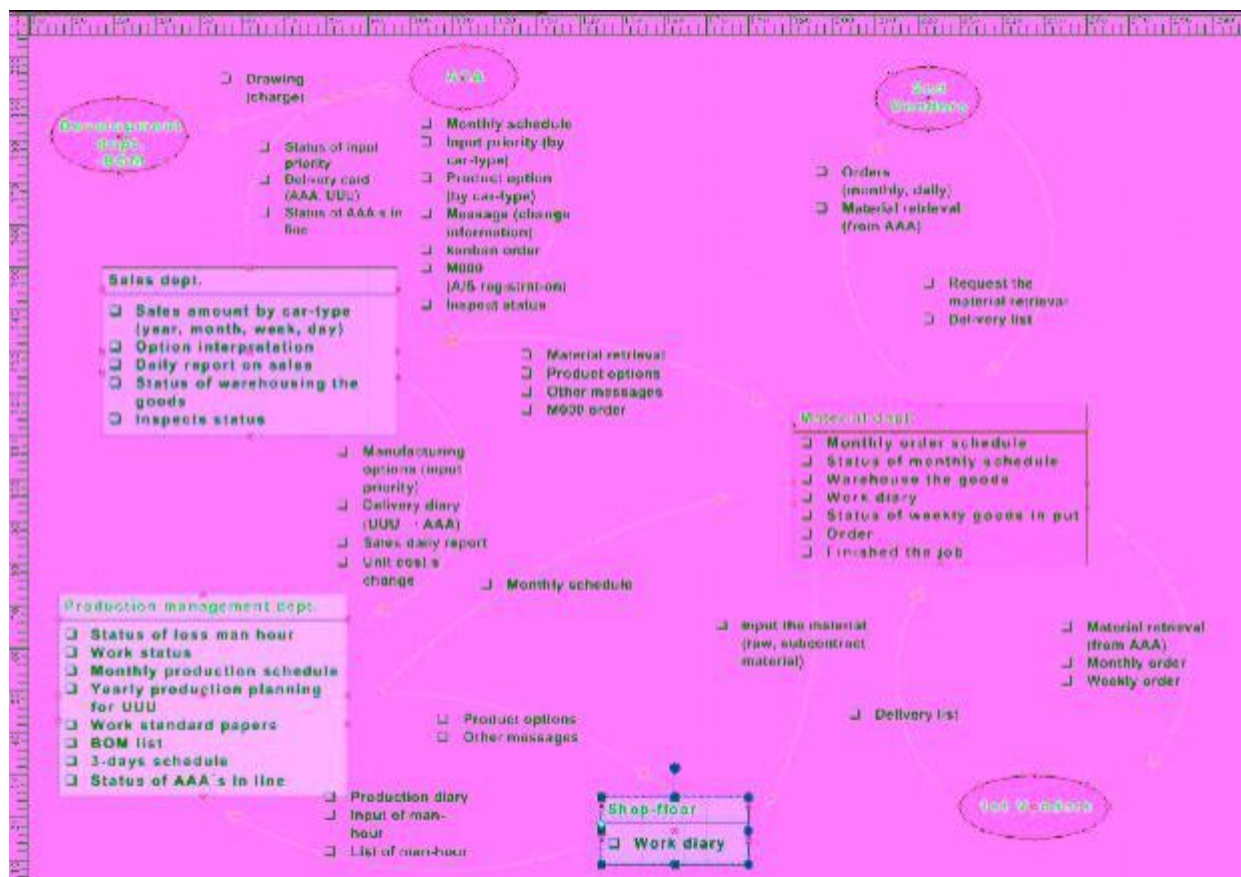 Drawing
(charge)
AAA
Development
dept.
BOM
2nd
Vendors
Monthly schedule
Input priority (by
car-type)
Product option
(by car-type)
Message (change
information)
kanban order
M000
(A/S registration)
Inspect status
Status of input
priority
Delivery card
(AAA, UUU)
Status of AAA's in
line
Orders
(monthly, daily)
Material retrieval
(from AAA)
Request the
material retrieval
Delivery list
Sales dept.
Sales amount by car-type
(year, month, week, day)
Option interpretation
Daily report on sales
Status of warehousing the
goods
Inspects status
Material retrieval
Product options
Other messages
M000 order
Material dept.
Monthly order schedule
Status of monthly schedule
Warehouse the goods
Work diary
Status of weekly goods in put
Order
Finished the job
Manufacturing
options (input
priority)
Delivery diary
(UUU → AAA)
Sales daily report
Unit cost's
change
Monthly schedule
Production management dept.
Status of loss man hour
Work status
Monthly production schedule
Yearly production planning
for UUU
Work standard papers
BOM list
3-days schedule
Status of AAA's in line
Input the material
(raw, subcontract
material)
Material retrieval
(from AAA)
Monthly order
Weekly order
Delivery list
Product options
Other messages
Production diary
Input of man-
hour
List of man-hour
Shop-floor
Work diary
1st Vendors